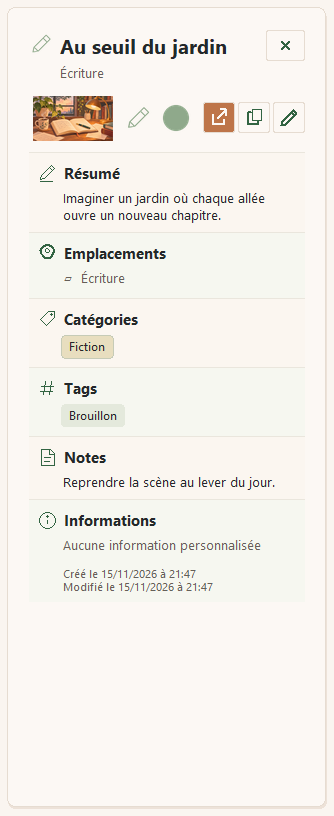 Au seuil du jardin
Écriture
Résumé
Imaginer un jardin où chaque allée
ouvre un nouveau chapitre.
Emplacements
Écriture
Catégories
Fiction
Tags
Brouillon
Notes
Reprendre la scène au lever du jour.
Informations
Aucune information personnalisée
Créé le 15/11/2026 à 21:47
Modifié le 15/11/2026 à 21:47